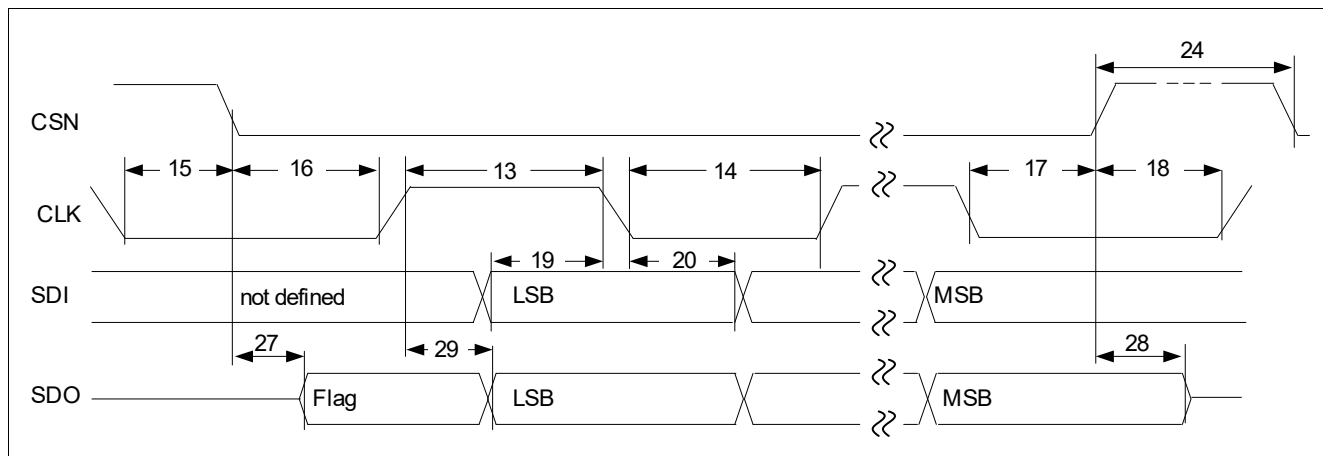 24
CSN
15
16
13
14
17
18
CLK
19
20
SDI
not defined
LSB
MSB
27
29
28
SDO
Flag
LSB
MSB